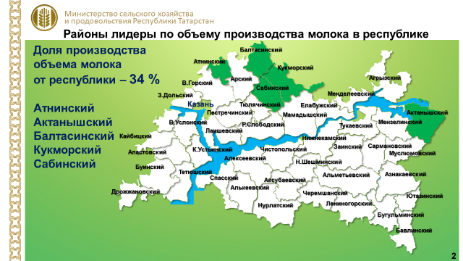 Министерство сельского хозяйства
и продовольствия Республики Татарстан
Районы лидеры по объему производства молока в республике
Доля производства
объема молока
от республики – 34 %
Атнинский
Актанышский
Балтасинский
Кукморский
Сабинский
Балтасинский
Атнинский
Кукморский
Арский
Сабинский
В.Горский
Агрызский
З.Дольский
Тюлячинский
Менделеевский
Казань
Елабужский
Пестречинский
Мамадышский
Актанышский
В.Услонский
Р.Слободский
Тукаевский
Мензелинский
Кайбицкий
Лаишевский
Нижнекамский
К.Устьинский
Чистопольский
Заинский
Сармановский
Апастовский
Алексеевский
Муслюмовский
Буинский
Тетюшский
Н.Шешминский
Спасский
Аксубаевский
Альметьевский
Азнакаевский
Дрожжановский
Алькеевский
Черемшанский
Ютазинский
Нурлатский
Лениногорский
Бугульминский
Бавлинский
2